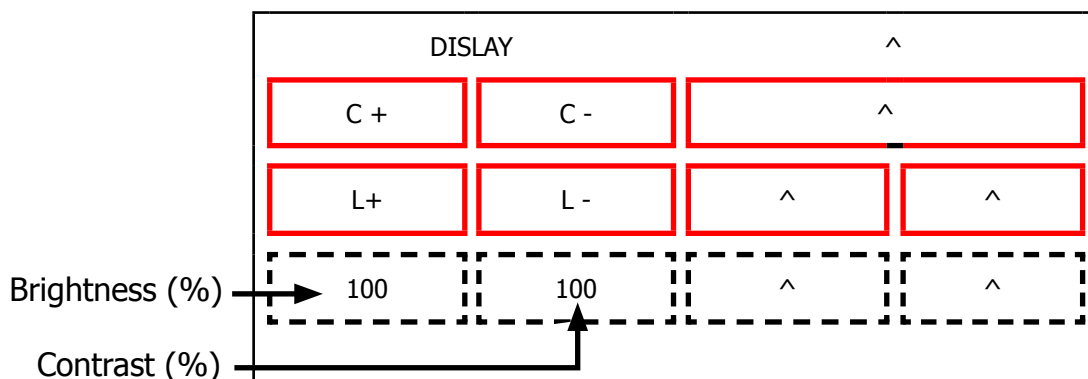 DISLAY ^
C + C - ^
L+ L - ^ ^
Brightness (%) 100 100 ^ ^
Contrast (%)